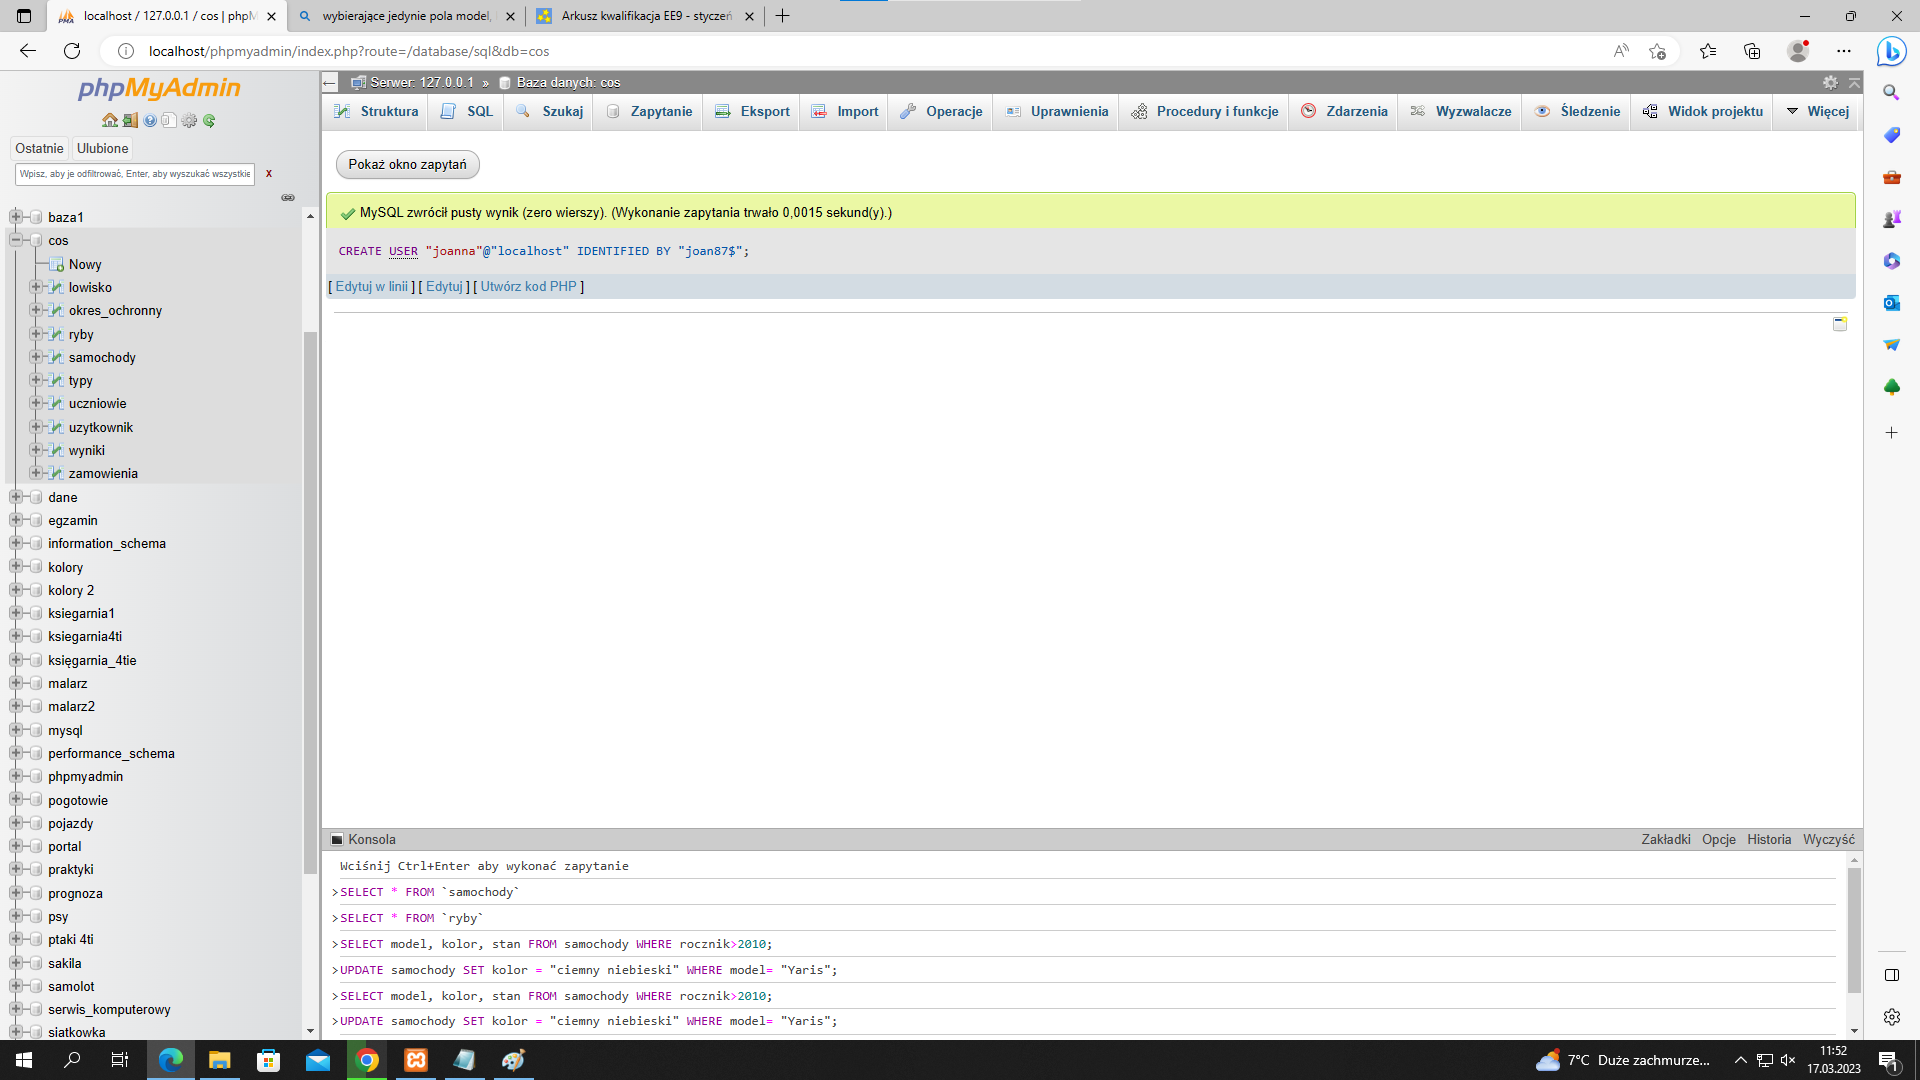 localhost / 127.0.0.1 / cos | phpM
wybierające jedynie pola model,
Arkusz kwalifikacja EE9 - styczeń
localhost/phpmyadmin/index.php?route=/database/sql&db=cos
phpMyAdmin
Ostatnie Ulubione
Wpisz, aby je odfiltrować, Enter, aby wyszukać wszystkie
x
baza1
cos
Nowy
lowisko
okres_ochronny
ryby
samochody
typy
uczniowie
uzytkownik
wyniki
zamowienia
dane
egzamin
information_schema
kolory
kolory 2
ksiegarnia1
ksiegarnia4ti
księgarnia_4tie
malarz
malarz2
mysql
performance_schema
phpmyadmin
pogotowie
pojazdy
portal
praktyki
prognoza
psy
ptaki 4ti
sakila
samolot
serwis_komputerowy
siatkowka
Serwer: 127.0.0.1 » Baza danych: cos
Struktura SQL Szukaj Zapytanie Eksport Import Operacje Uprawnienia Procedury i funkcje Zdarzenia Wyzwalacze Śledzenie Widok projektu Więcej
Pokaż okno zapytań
MySQL zwrócił pusty wynik (zero wierszy). (Wykonanie zapytania trwało 0,0015 sekund(y).)
CREATE USER "joanna"@"localhost" IDENTIFIED BY "joan87$";
[ Edytuj w linii ] [ Edytuj ] [ Utwórz kod PHP ]
Konsola
Zakładki Opcje Historia Wyczyść
Wciśnij Ctrl+Enter aby wykonać zapytanie
>SELECT * FROM `samochody`
>SELECT * FROM `ryby`
>SELECT model, kolor, stan FROM samochody WHERE rocznik>2010;
>UPDATE samochody SET kolor = "ciemny niebieski" WHERE model= "Yaris";
>SELECT model, kolor, stan FROM samochody WHERE rocznik>2010;
>UPDATE samochody SET kolor = "ciemny niebieski" WHERE model= "Yaris";
7°C Duże zachmurze...
11:52
17.03.2023
1